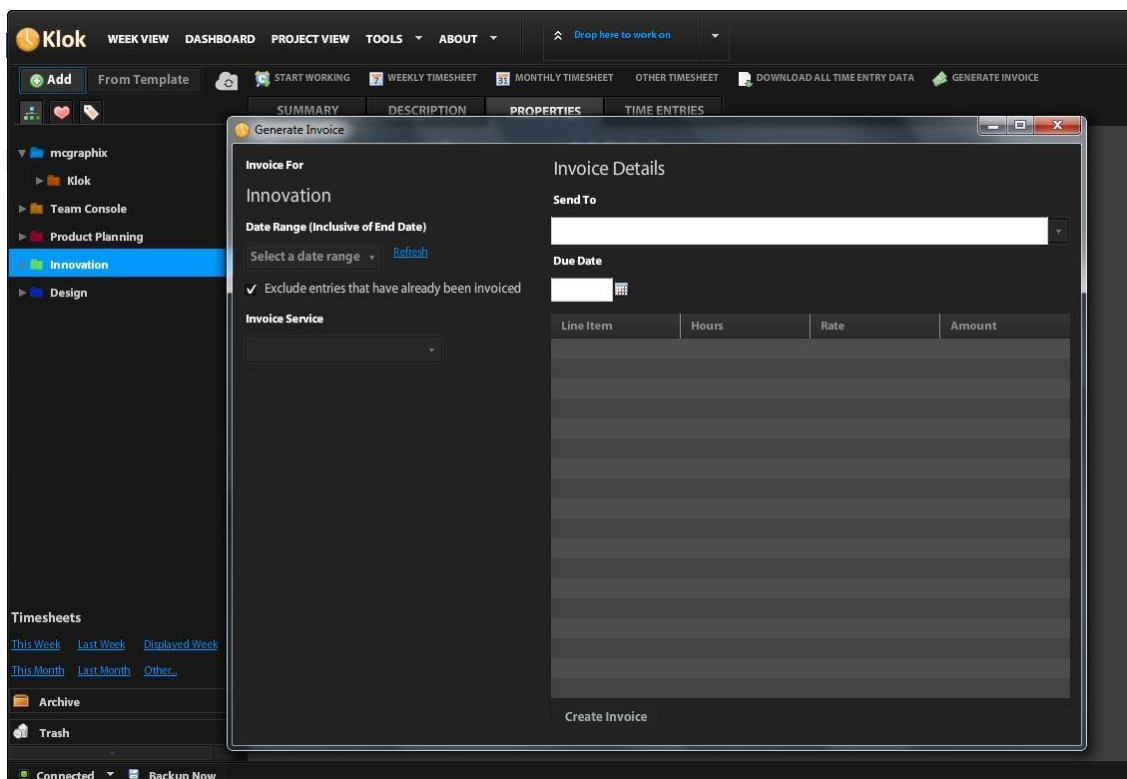 Klok WEEK VIEW DASHBOARD PROJECT VIEW TOOLS ABOUT Drop here to work on
Add From Template START WORKING 7 WEEKLY TIMESHEET 31 MONTHLY TIMESHEET OTHER TIMESHEET DOWNLOAD ALL TIME ENTRY DATA GENERATE INVOICE
SUMMARY DESCRIPTION PROPERTIES TIME ENTRIES
Generate Invoice
mcgraphix
Klok
Team Console
Product Planning
Innovation
Design
Invoice For
Innovation
Date Range (Inclusive of End Date)
Select a date range Refresh
Exclude entries that have already been invoiced
Invoice Service
Invoice Details
Send To
Due Date
Line Item Hours Rate Amount
Create Invoice
Timesheets
This Week Last Week Displayed Week
This Month Last Month Other...
Archive
Trash
Connected Backup Now